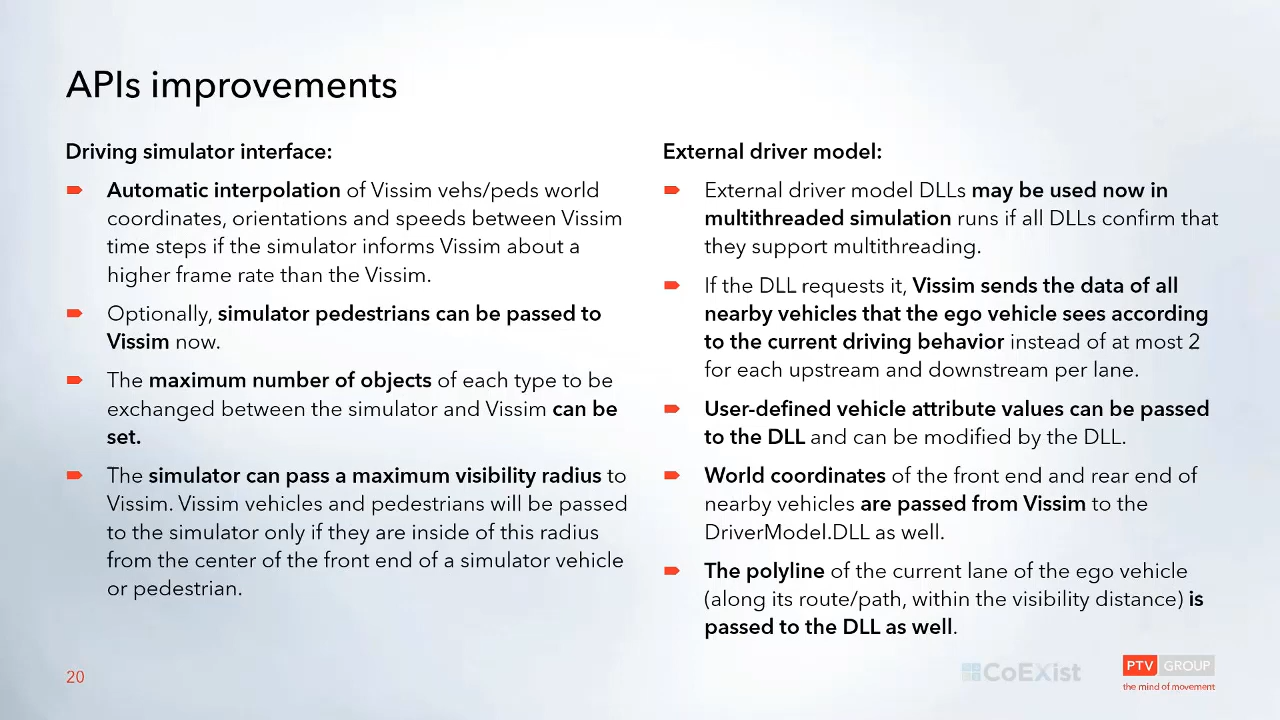 APIs improvements
Driving simulator interface:
Automatic interpolation of Vissim vehs/peds world
coordinates, orientations and speeds between Vissim
time steps if the simulator informs Vissim about a
higher frame rate than the Vissim.
Optionally, simulator pedestrians can be passed to
Vissim now.
The maximum number of objects of each type to be
exchanged between the simulator and Vissim can be
set.
The simulator can pass a maximum visibility radius to
Vissim. Vissim vehicles and pedestrians will be passed
to the simulator only if they are inside of this radius
from the center of the front end of a simulator vehicle
or pedestrian.
External driver model:
External driver model DLLs may be used now in
multithreaded simulation runs if all DLLs confirm that
they support multithreading.
If the DLL requests it, Vissim sends the data of all
nearby vehicles that the ego vehicle sees according
to the current driving behavior instead of at most 2
for each upstream and downstream per lane.
User-defined vehicle attribute values can be passed
to the DLL and can be modified by the DLL.
World coordinates of the front end and rear end of
nearby vehicles are passed from Vissim to the
DriverModel.DLL as well.
The polyline of the current lane of the ego vehicle
(along its route/path, within the visibility distance) is
passed to the DLL as well.
20
CoEXist
PTV GROUP
the mind of movement